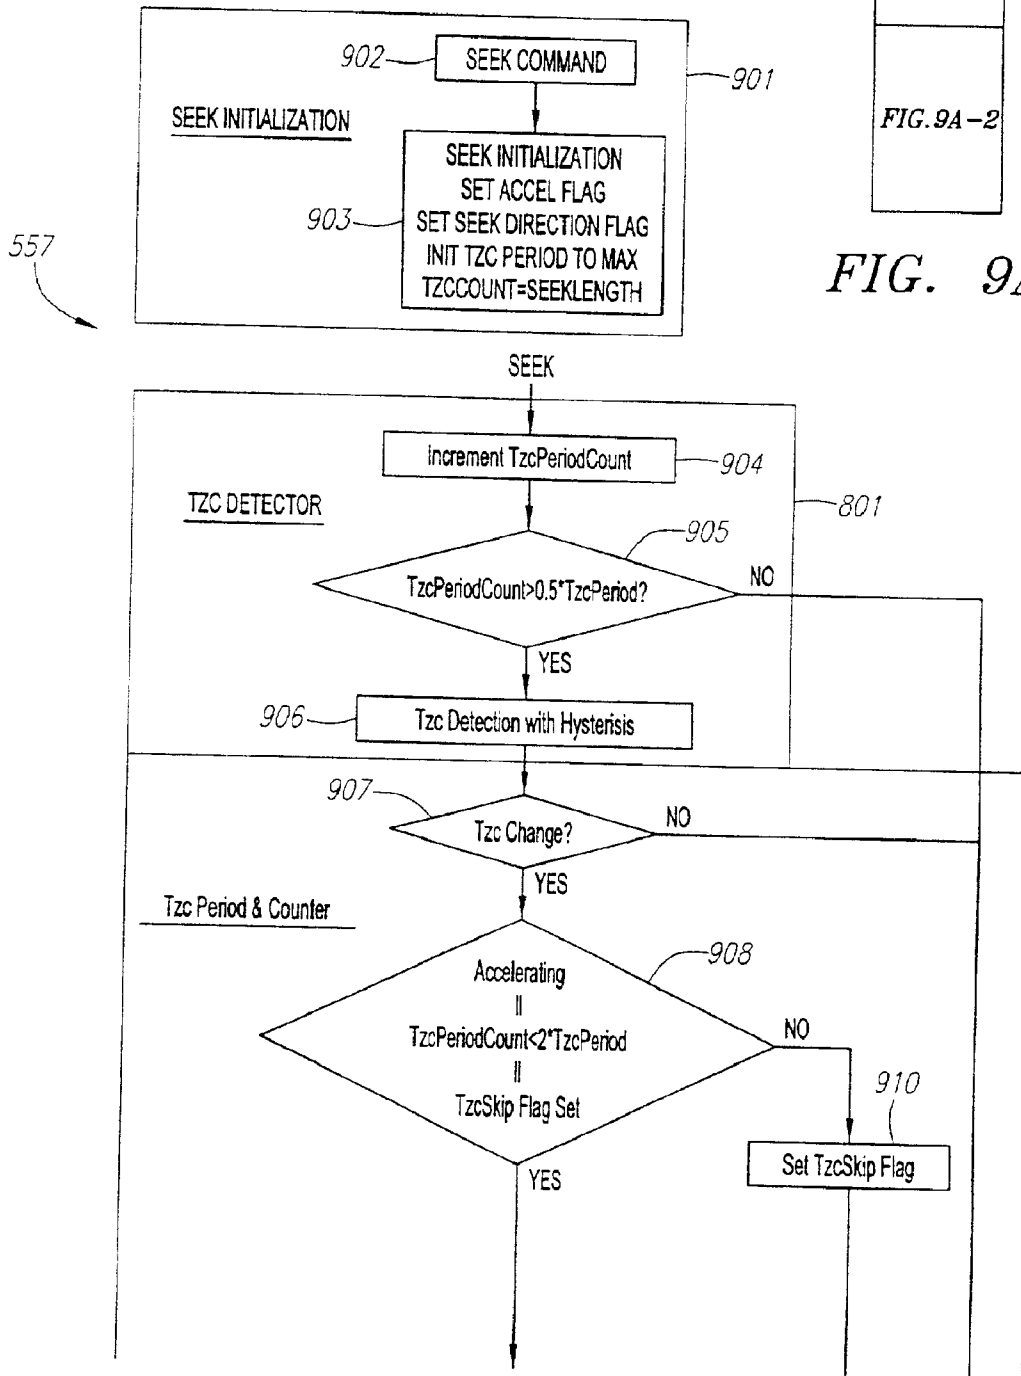 902
SEEK COMMAND
901
SEEK INITIALIZATION
903
SEEK INITIALIZATION
SET ACCEL FLAG
SET SEEK DIRECTION FLAG
INIT TZC PERIOD TO MAX
TZCCOUNT=SEEKLENGTH
FIG.9A-2
FIG. 9A
557
SEEK
Increment TzcPeriodCount
904
TZC DETECTOR
801
905
TzcPeriodCount>0.5*TzcPeriod?
NO
YES
906
Tzc Detection with Hysterisis
907
Tzc Change?
NO
YES
Tzc Period & Counter
908
Accelerating
||
TzcPeriodCount<2*TzcPeriod
||
TzcSkip Flag Set
NO
910
Set TzcSkip Flag
YES